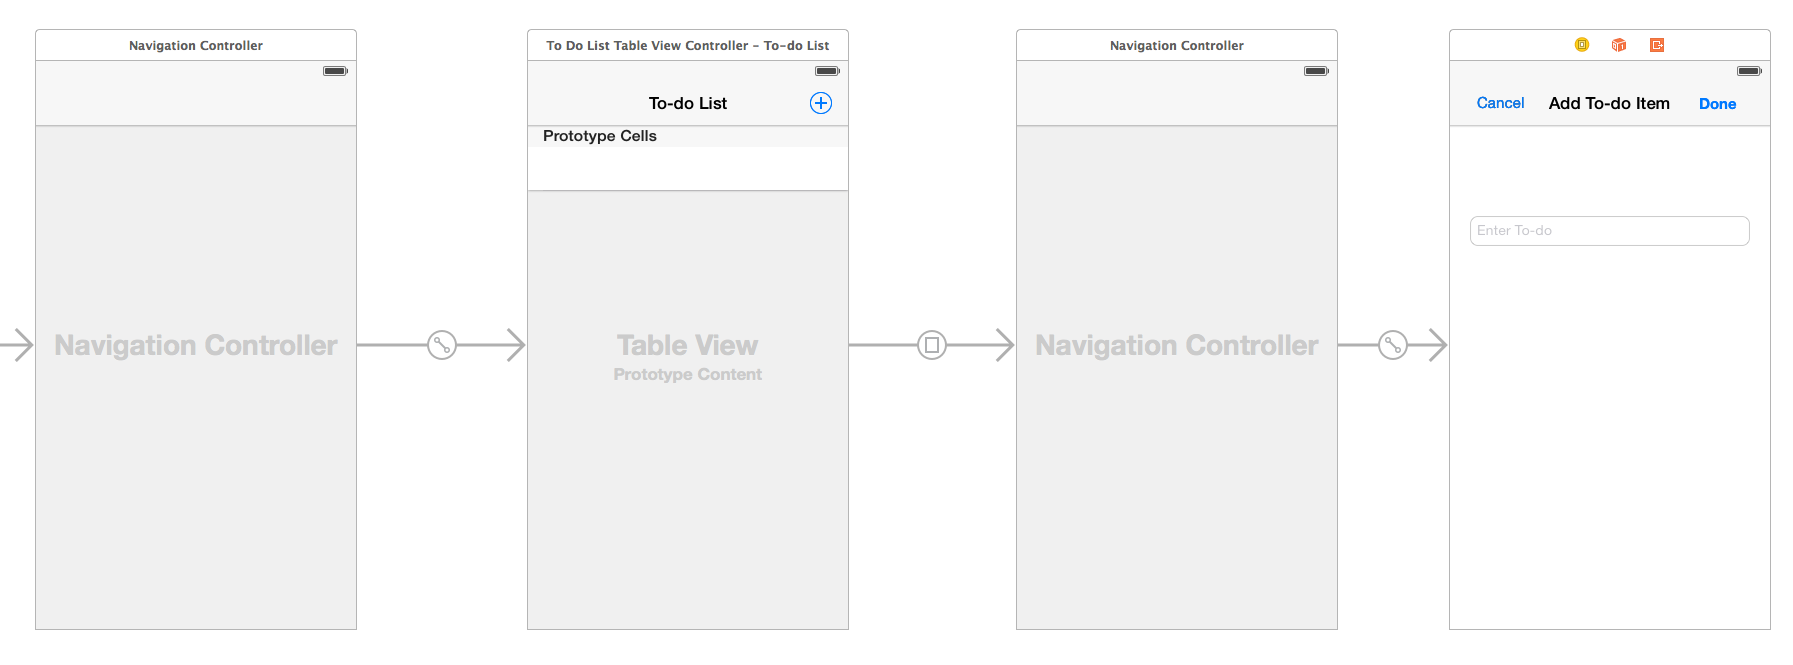 Navigation Controller
Navigation Controller
To Do List Table View Controller - To-do List
To-do List
Prototype Cells
Table View
Prototype Content
Navigation Controller
Navigation Controller
Cancel Add To-do Item Done
Enter To-do